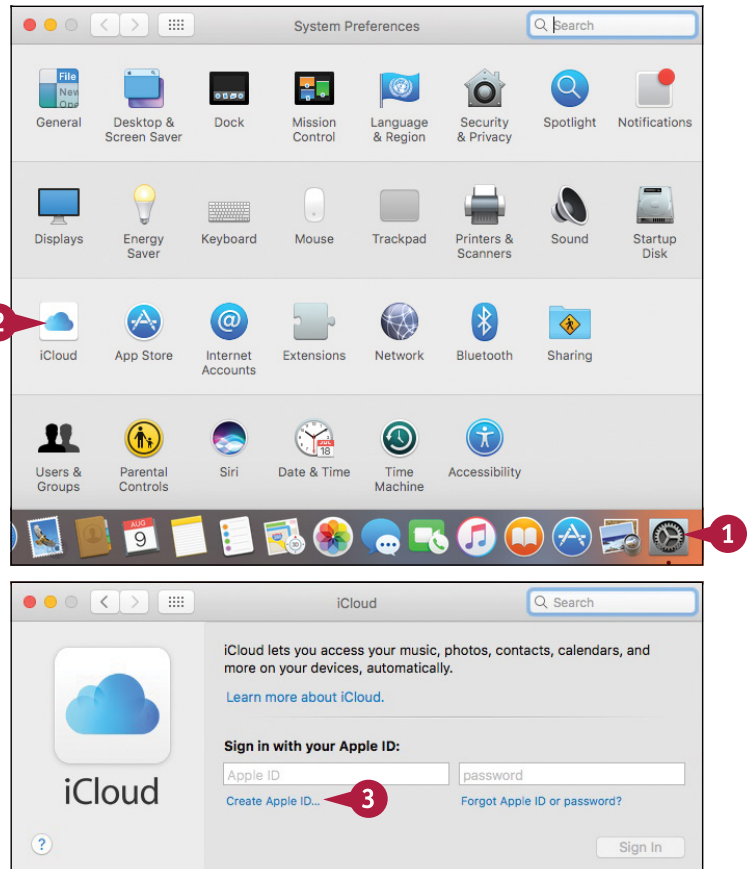 System Preferences
Search
File
New
Ope
General
Desktop &
Screen Saver
Dock
Mission
Control
Language
& Region
Security
& Privacy
Spotlight
Notifications
Displays
Energy
Saver
Keyboard
Mouse
Trackpad
Printers &
Scanners
Sound
Startup
Disk
2
iCloud
App Store
@
Internet
Accounts
Extensions
Network
Bluetooth
Sharing
Users &
Groups
Parental
Controls
Siri
JUL
18
Date & Time
Time
Machine
Accessibility
AUG
9
3D
1
iCloud
Search
iCloud lets you access your music, photos, contacts, calendars, and
more on your devices, automatically.
Learn more about iCloud.
Sign in with your Apple ID:
Apple ID
password
iCloud
Create Apple ID...
3
Forgot Apple ID or password?
?
Sign In